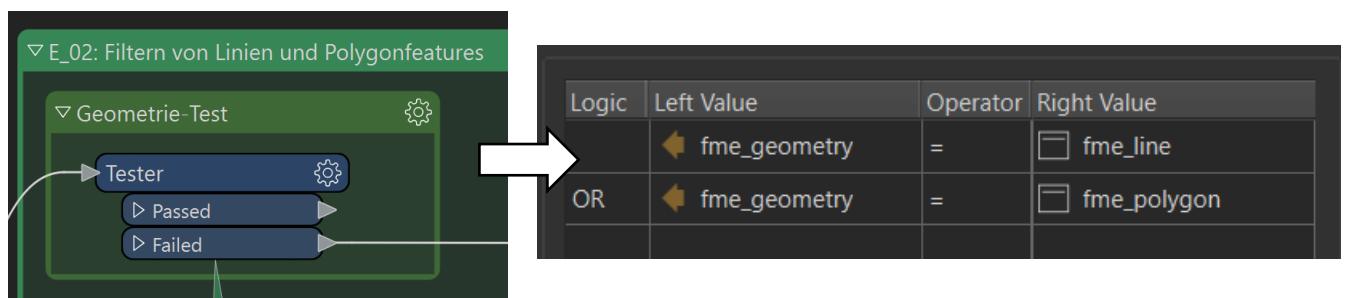 E_02: Filtern von Linien und Polygonfeatures
Geometrie-Test
Tester
Passed
Failed
Logic Left Value Operator Right Value
fme_geometry = fme_line
OR fme_geometry = fme_polygon